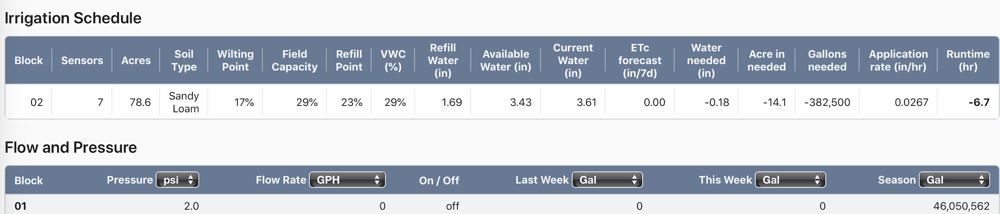 Irrigation Schedule
Block Sensors Acres Soil Type Wilting Point Field Capacity Refill Point VWC (%) Refill Water (in) Available Water (in) Current Water (in) ETc forecast (in/7d) Water needed (in) Acre in needed Gallons needed Application rate (in/hr) Runtime (hr)
02 7 78.6 Sandy Loam 17% 29% 23% 29% 1.69 3.43 3.61 0.00 -0.18 -14.1 -382,500 0.0267 -6.7
Flow and Pressure
Block Pressure psi Flow Rate GPH On / Off Last Week Gal This Week Gal Season Gal
01 2.0 0 off 0 0 46,050,562